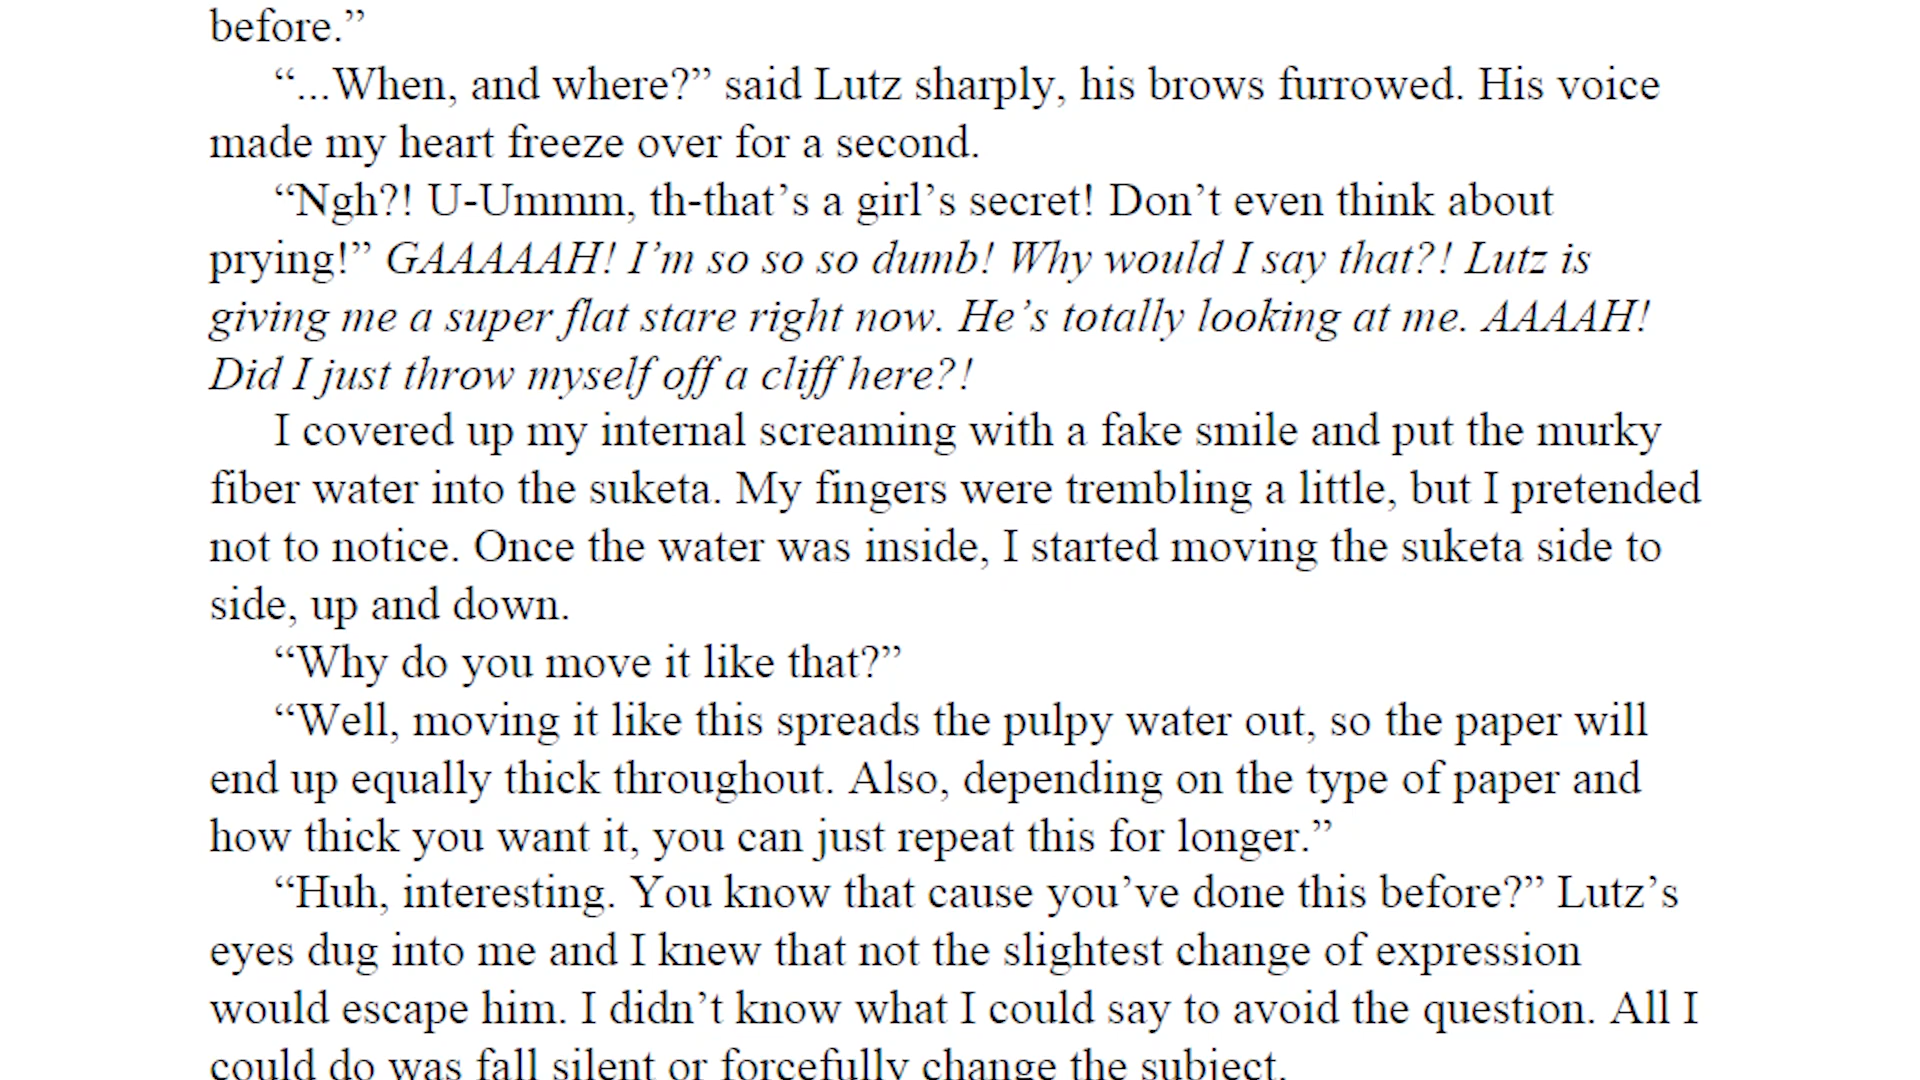 before.”
“...When, and where?” said Lutz sharply, his brows furrowed. His voice
made my heart freeze over for a second.
“Ngh?! U-Ummm, th-that’s a girl’s secret! Don’t even think about
prying!” GAAAAAH! I’m so so so dumb! Why would I say that?! Lutz is
giving me a super flat stare right now. He’s totally looking at me. AAAAH!
Did I just throw myself off a cliff here?!
I covered up my internal screaming with a fake smile and put the murky
fiber water into the suketa. My fingers were trembling a little, but I pretended
not to notice. Once the water was inside, I started moving the suketa side to
side, up and down.
“Why do you move it like that?”
“Well, moving it like this spreads the pulpy water out, so the paper will
end up equally thick throughout. Also, depending on the type of paper and
how thick you want it, you can just repeat this for longer.”
“Huh, interesting. You know that cause you’ve done this before?” Lutz’s
eyes dug into me and I knew that not the slightest change of expression
would escape him. I didn’t know what I could say to avoid the question. All I
could do was fall silent or forcefully change the subject.